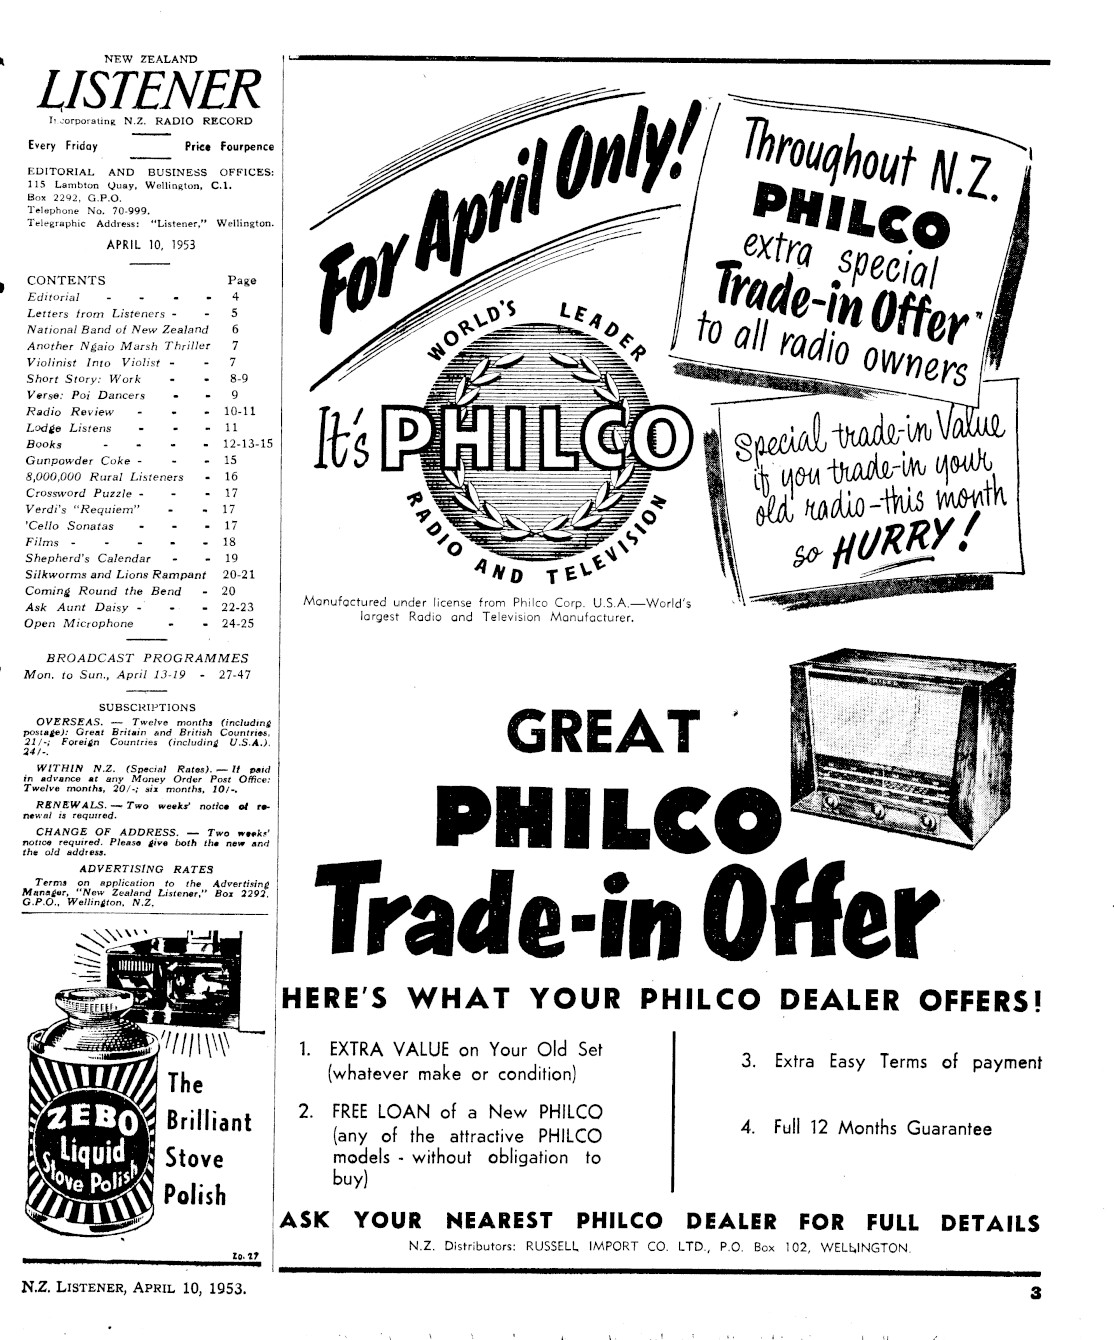 NEW ZEALAND
LISTENER
Incorporating N.Z. RADIO RECORD
Every Friday Price Fourpence
EDITORIAL AND BUSINESS OFFICES:
115 Lambton Quay, Wellington, C.1.
Box 2292, G.P.O.
Telephone No. 70-999.
Telegraphic Address: "Listener," Wellington.
APRIL 10, 1953
CONTENTS Page
Editorial - - - - 4
Letters from Listeners - - 5
National Band of New Zealand 6
Another Ngaio Marsh Thriller 7
Violinist Into Violist - - 7
Short Story: Work - - 8-9
Verse: Poi Dancers - - 9
Radio Review - - - 10-11
Lodge Listens - - - 11
Books - - - - 12-13-15
Gunpowder Coke - - - 15
8,000,000 Rural Listeners - 16
Crossword Puzzle - - - 17
Verdi's "Requiem" - - 17
'Cello Sonatas - - - 17
Films - - - - - 18
Shepherd's Calendar - - 19
Silkworms and Lions Rampant 20-21
Coming Round the Bend - 20
Ask Aunt Daisy - - - 22-23
Open Microphone - - 24-25
BROADCAST PROGRAMMES
Mon. to Sun., April 13-19 - 27-47
SUBSCRIPTIONS
OVERSEAS. — Twelve months (including
postage): Great Britain and British Countries,
21/-; Foreign Countries (including U.S.A.),
24/-.
WITHIN N.Z. (Special Rates). — If paid
in advance at any Money Order Post Office:
Twelve months, 20/-; six months, 10/-.
RENEWALS. — Two weeks' notice of re-
newal is required.
CHANGE OF ADDRESS. — Two weeks'
notice required. Please give both the new and
the old address.
ADVERTISING RATES
Terms on application to the Advertising
Manager, "New Zealand Listener," Box 2292,
G.P.O., Wellington, N.Z.
ZEBO
Liquid
Stove Polish
The
Brilliant
Stove
Polish
Zo. 27
For April Only!
Throughout N.Z.
PHILCO
extra special
Trade-in Offer"
to all radio owners
WORLD'S LEADER
It's PHILCO
RADIO AND TELEVISION
Special trade-in Value
if you trade-in your
old radio-this month
so HURRY!
Manufactured under license from Philco Corp. U.S.A.—World's
largest Radio and Television Manufacturer.
GREAT
PHILCO
Trade-in Offer
HERE'S WHAT YOUR PHILCO DEALER OFFERS!
1. EXTRA VALUE on Your Old Set
(whatever make or condition)
2. FREE LOAN of a New PHILCO
(any of the attractive PHILCO
models - without obligation to
buy)
3. Extra Easy Terms of payment
4. Full 12 Months Guarantee
ASK YOUR NEAREST PHILCO DEALER FOR FULL DETAILS
N.Z. Distributors: RUSSELL IMPORT CO. LTD., P.O. Box 102, WELLINGTON.
N.Z. LISTENER, APRIL 10, 1953.
3